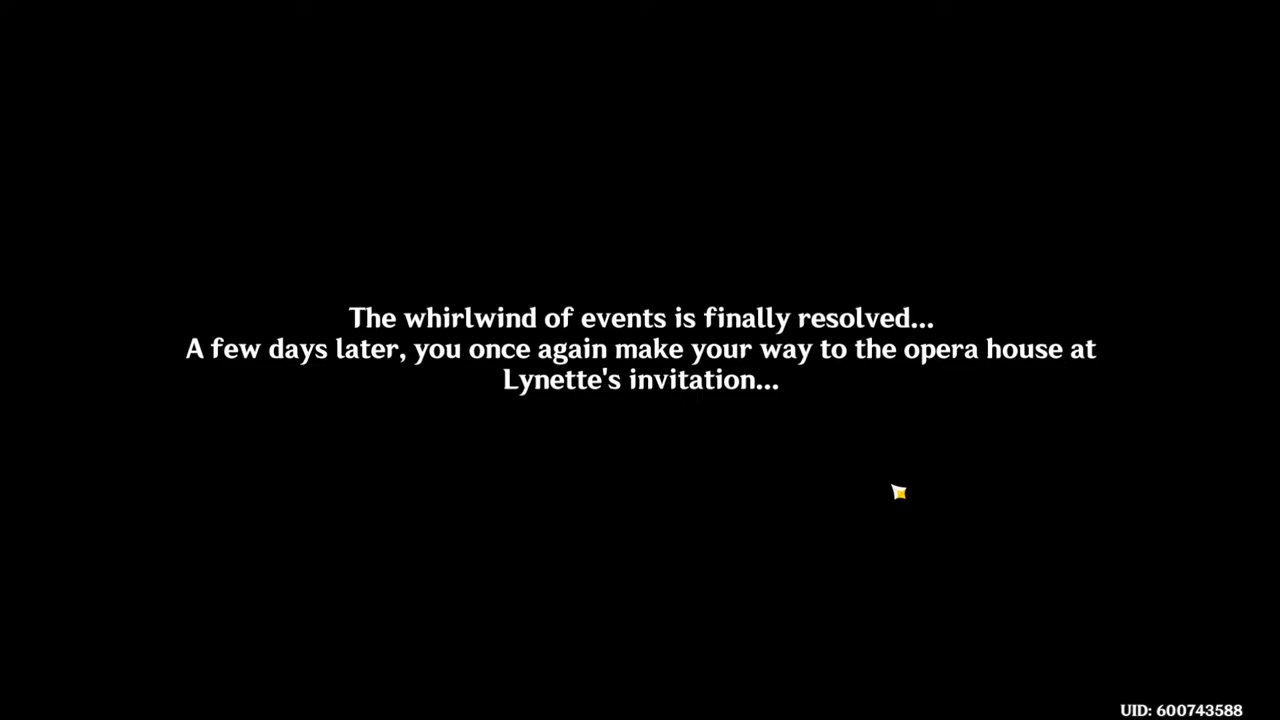 The whirlwind of events is finally resolved...
A few days later, you once again make your way to the opera house at
Lynette's invitation...
UID: 600743588